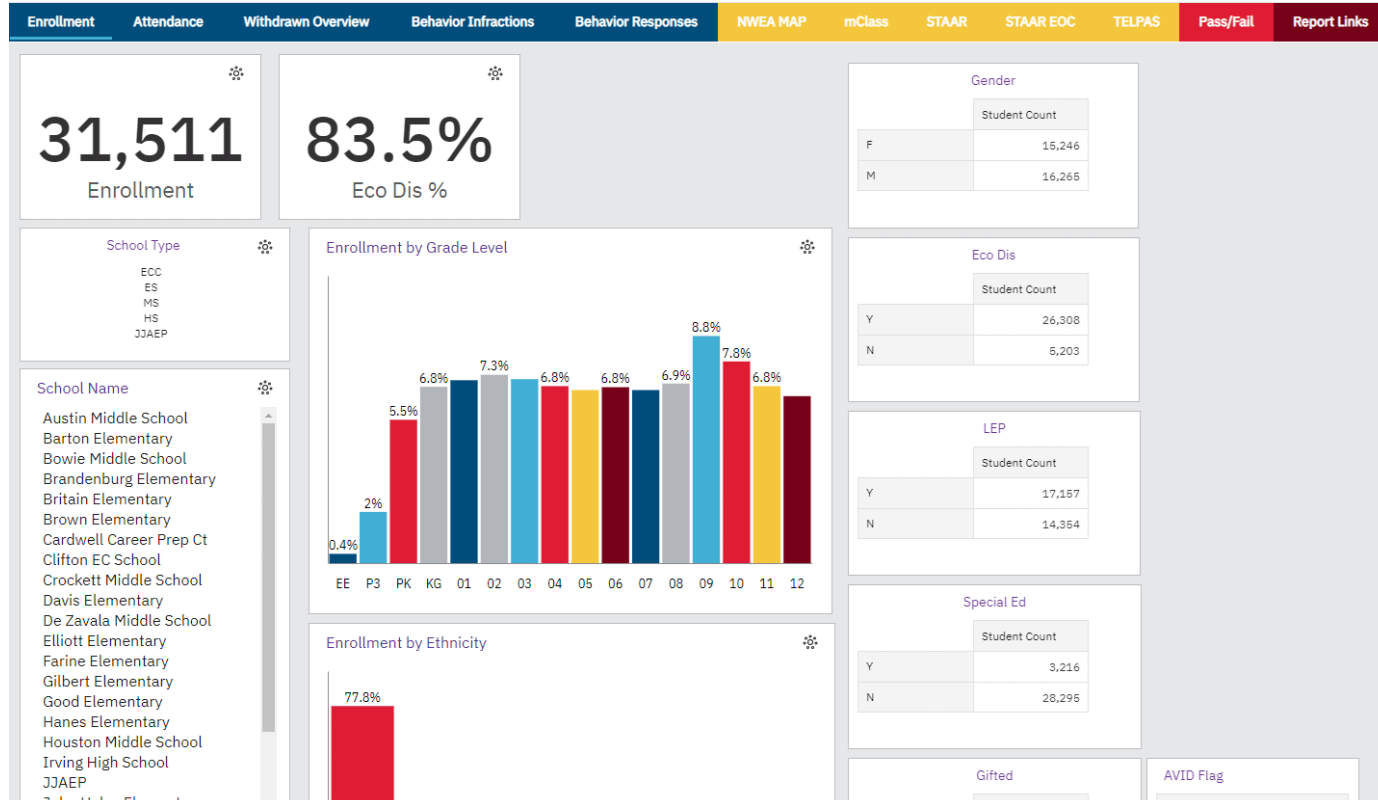 Enrollment Attendance Withdrawn Overview Behavior Infractions Behavior Responses NWEA MAP mClass STAAR STAAR EOC TELPAS Pass/Fail Report Links
31,511
Enrollment
83.5%
Eco Dis %
School Type
ECC
ES
MS
HS
JJAEP
School Name
Austin Middle School
Barton Elementary
Bowie Middle School
Brandenburg Elementary
Britain Elementary
Brown Elementary
Cardwell Career Prep Ct
Clifton EC School
Crockett Middle School
Davis Elementary
De Zavala Middle School
Elliott Elementary
Farine Elementary
Gilbert Elementary
Good Elementary
Hanes Elementary
Houston Middle School
Irving High School
JJAEP
Enrollment by Grade Level
0.4% 2% 5.5% 6.8% 7.3% 6.8% 6.8% 6.9% 8.8% 7.8% 6.8%
EE P3 PK KG 01 02 03 04 05 06 07 08 09 10 11 12
Enrollment by Ethnicity
77.8%
Gender
Student Count
F 15,246
M 16,265
Eco Dis
Student Count
Y 26,308
N 5,203
LEP
Student Count
Y 17,157
N 14,354
Special Ed
Student Count
Y 3,216
N 28,295
Gifted
AVID Flag